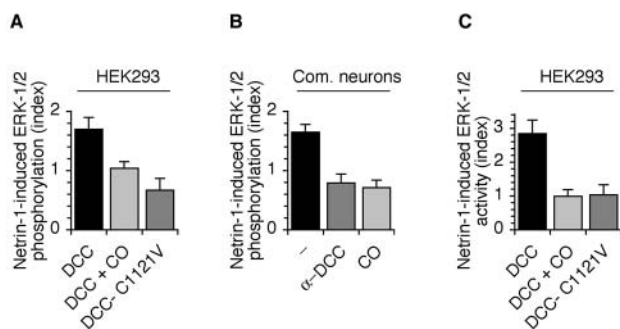 A
HEK293
Netrin-1-induced ERK-1/2
phosphorylation (index)
2
1
0
DCC
DCC + CO
DCC- C1121V
B
Com. neurons
Netrin-1-induced ERK-1/2
phosphorylation (index)
2
1
0
–
α–DCC
CO
C
HEK293
Netrin-1-induced ERK-1/2
activity (index)
3
2
1
0
DCC
DCC + CO
DCC- C1121V